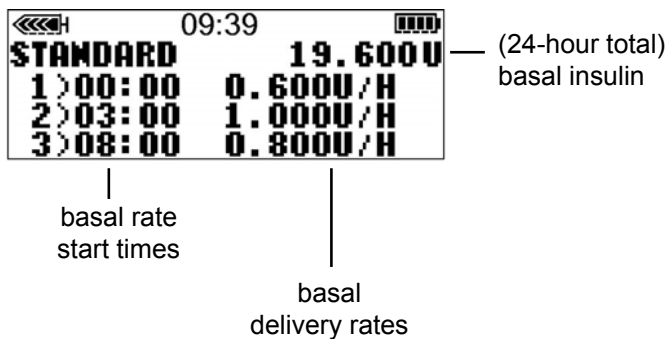 09:39
STANDARD 19.600U
1>00:00 0.600U/H
2>03:00 1.000U/H
3>08:00 0.800U/H
(24-hour total)
basal insulin
basal rate
start times
basal
delivery rates